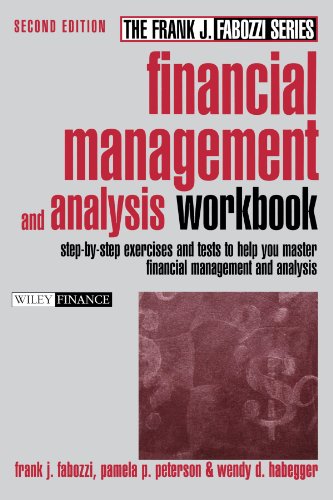 SECOND EDITION THE FRANK J. FABOZZI SERIES
financial
management
and analysis workbook
step-by-step exercises and tests to help you master
financial management and analysis
WILEY FINANCE
$
frank j. fabozzi, pamela p. peterson & wendy d. habegger